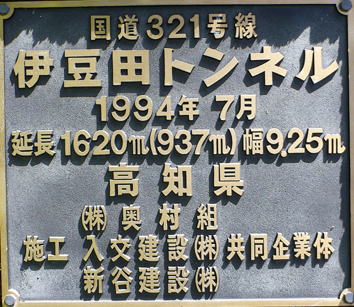 国道321号線
伊豆田トンネル
1994年 7月
延長1620m(937m)幅9.25m
高知県
㈱奥村組
施工 入交建設㈱ 共同企業体
新谷建設㈱